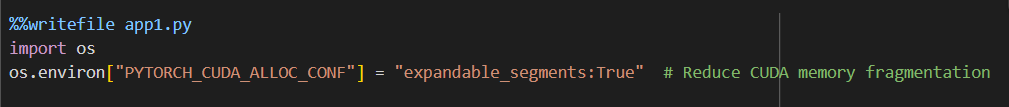 %%writefile app1.py
import os
os.environ["PYTORCH_CUDA_ALLOC_CONF"] = "expandable_segments:True"  # Reduce CUDA memory fragmentation